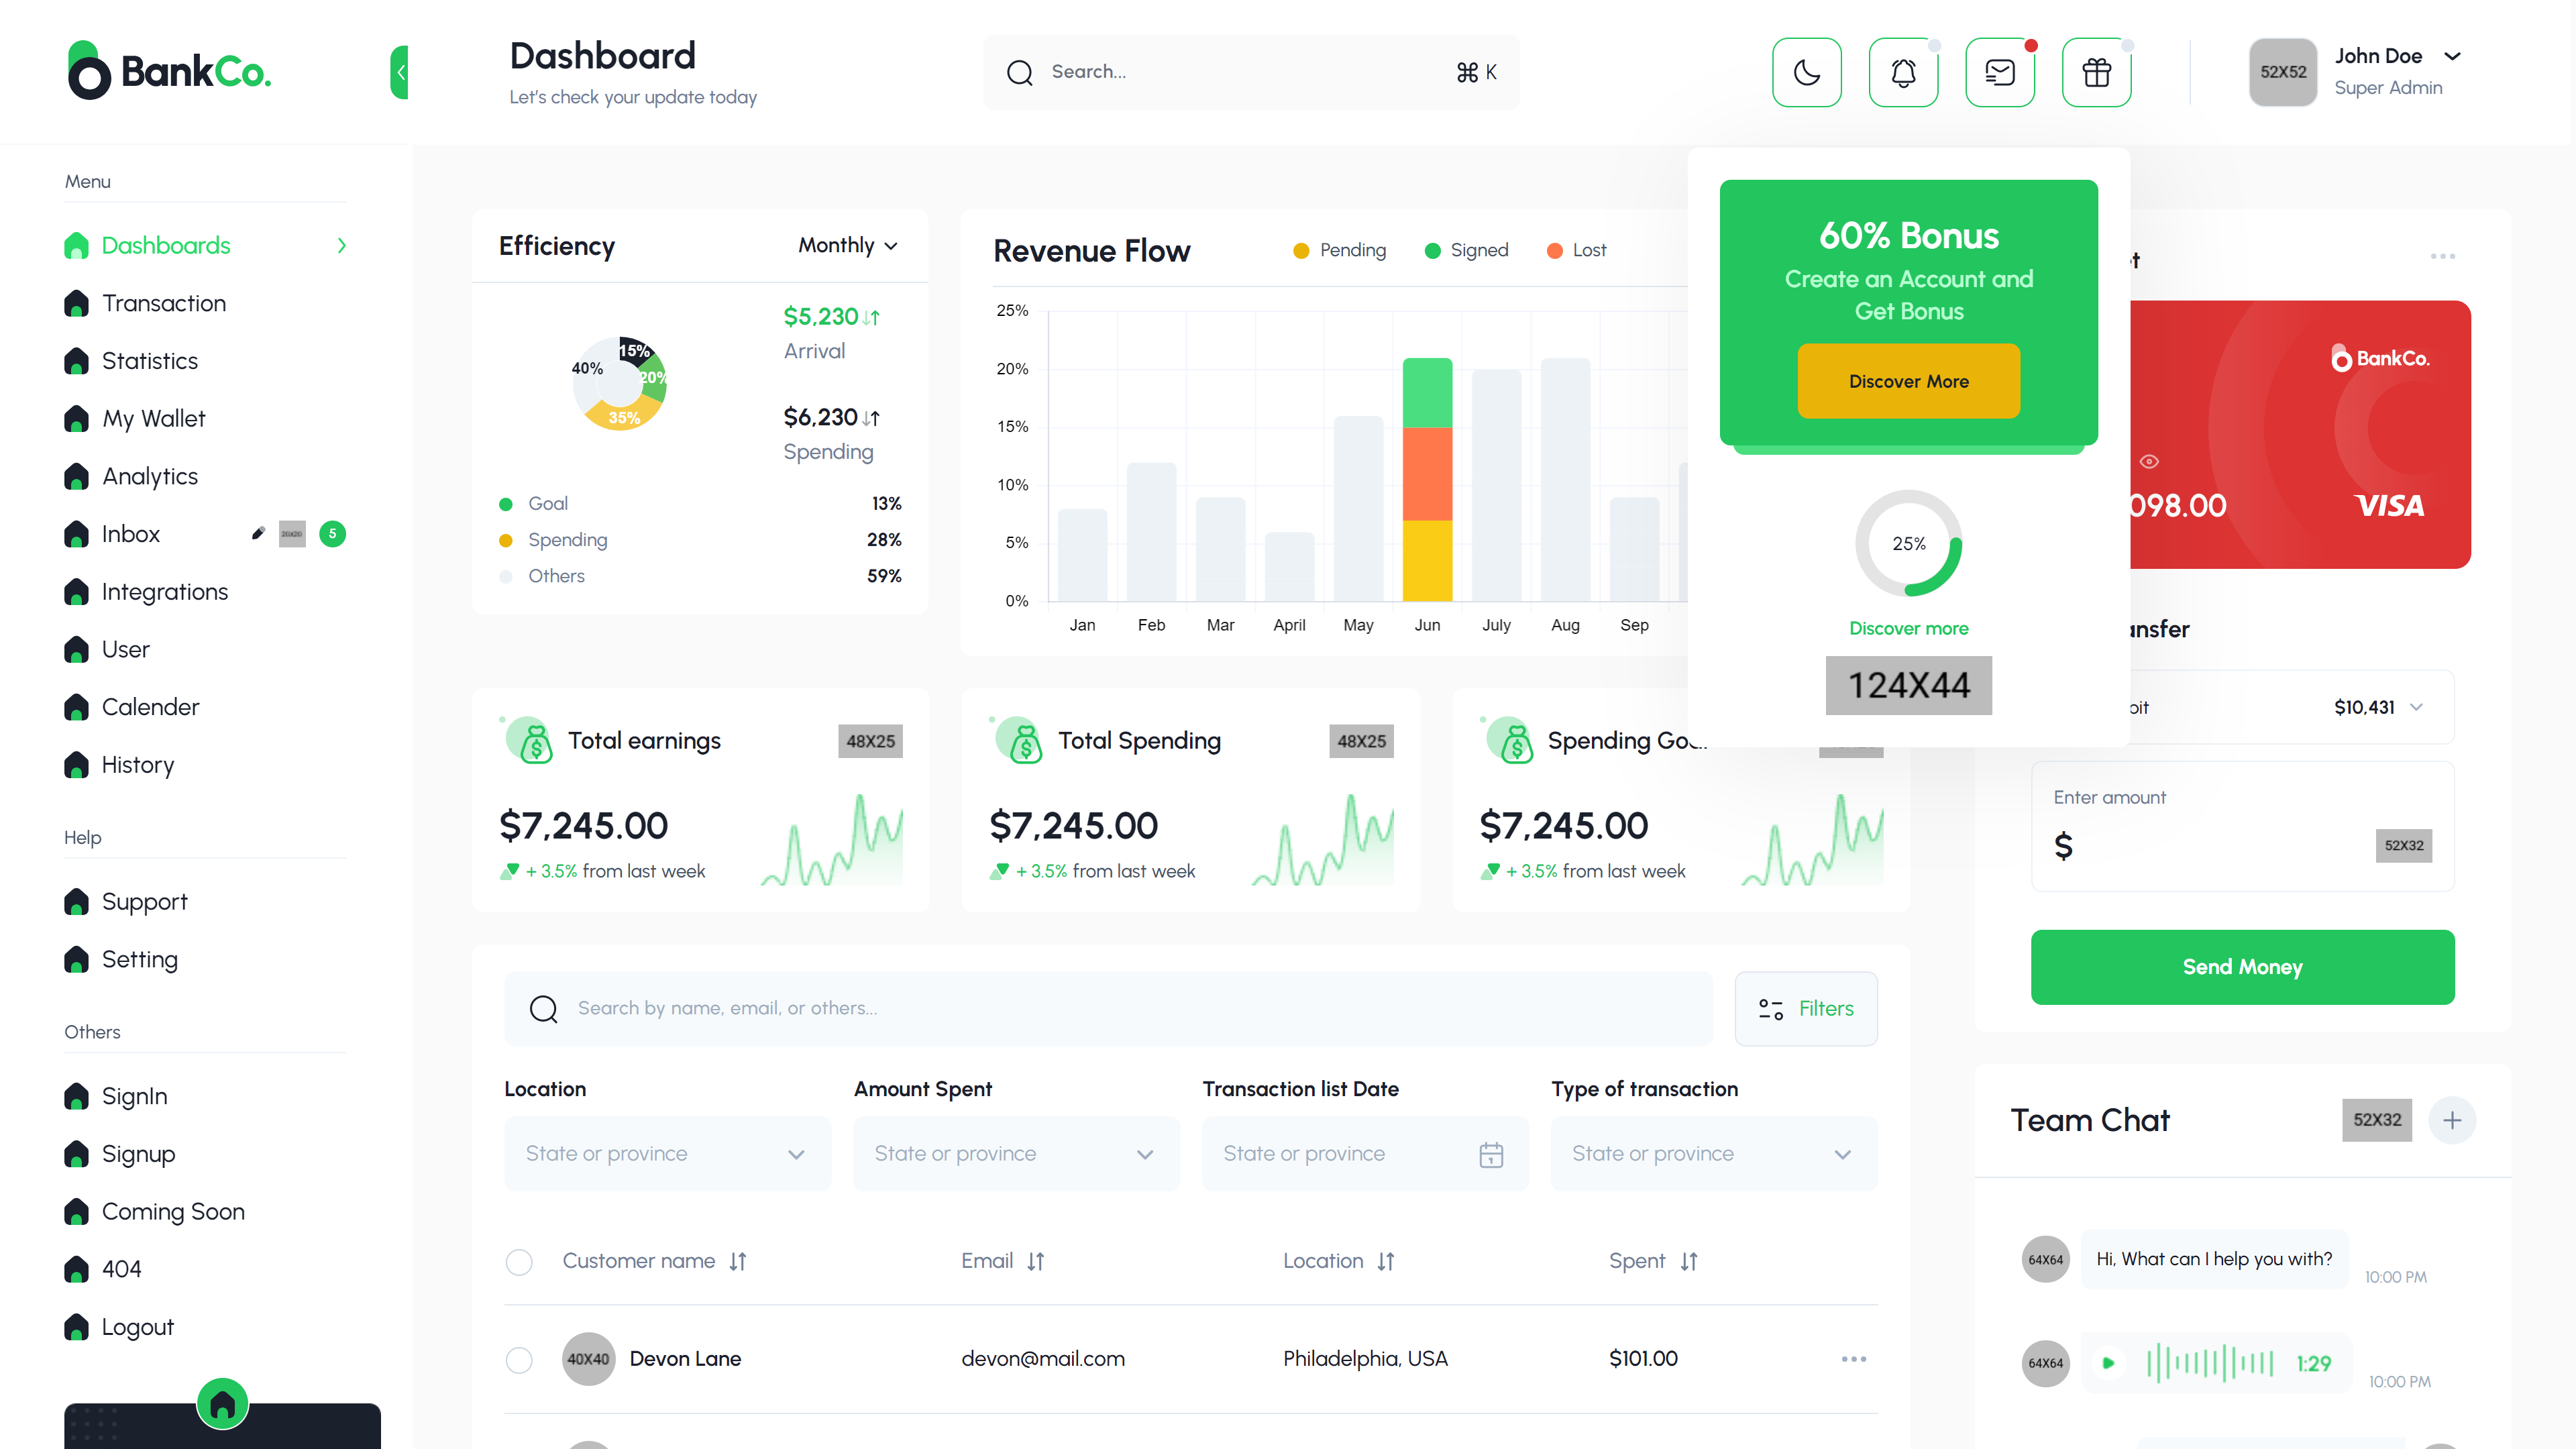 BankCo.
Dashboard
Let's check your update today
Search...
⌘ K
52X52
John Doe
Super Admin
Menu
Dashboards
Transaction
Statistics
My Wallet
Analytics
Inbox
5
Integrations
User
Calender
History
Help
Support
Setting
Others
SignIn
Signup
Coming Soon
404
Logout
Efficiency
Monthly
15%
20%
35%
40%
$5,230
Arrival
$6,230
Spending
Goal 13%
Spending 28%
Others 59%
Revenue Flow
Pending
Signed
Lost
25%
20%
15%
10%
5%
0%
Jan Feb Mar April May Jun July Aug Sep
60% Bonus
Create an Account and
Get Bonus
Discover More
25%
Discover more
124X44
BankCo.
098.00
VISA
$10,431
Enter amount
$
52X32
Send Money
Total earnings
48X25
$7,245.00
+ 3.5% from last week
Total Spending
48X25
$7,245.00
+ 3.5% from last week
Spending Goal
$7,245.00
+ 3.5% from last week
Search by name, email, or others...
Filters
Location
State or province
Amount Spent
State or province
Transaction list Date
State or province
Type of transaction
State or province
Customer name
Email
Location
Spent
40X40
Devon Lane
devon@mail.com
Philadelphia, USA
$101.00
Team Chat
52X32
64X64
Hi, What can I help you with?
10:00 PM
64X64
1:29
10:00 PM